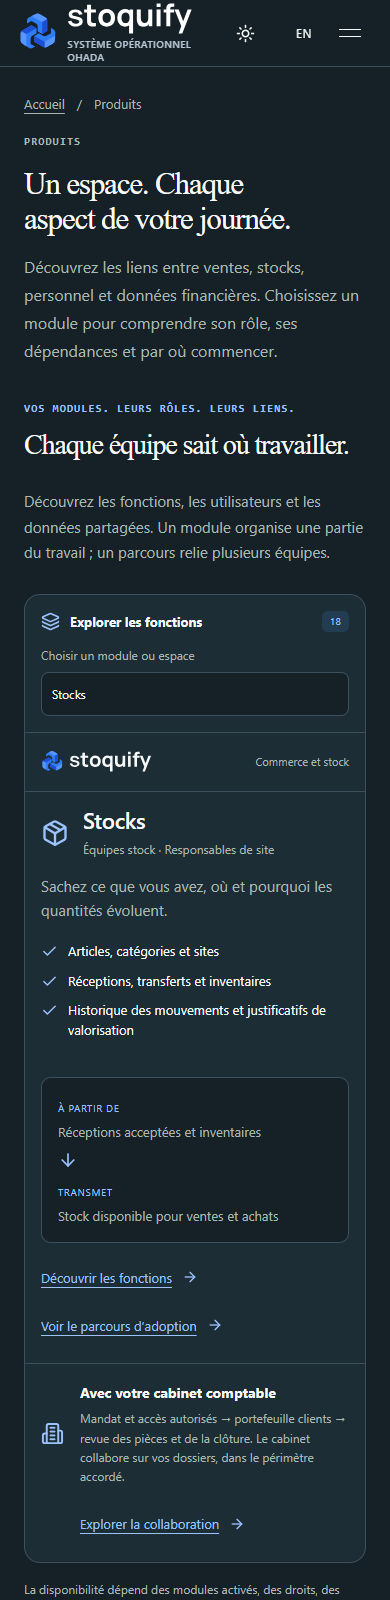 stoquify
SYSTÈME OPÉRATIONNEL
OHADA
EN
Accueil / Produits
PRODUITS
Un espace. Chaque
aspect de votre journée.
Découvrez les liens entre ventes, stocks,
personnel et données financières. Choisissez un
module pour comprendre son rôle, ses
dépendances et par où commencer.
VOS MODULES. LEURS RÔLES. LEURS LIENS.
Chaque équipe sait où travailler.
Découvrez les fonctions, les utilisateurs et les
données partagées. Un module organise une partie
du travail ; un parcours relie plusieurs équipes.
Explorer les fonctions 18
Choisir un module ou espace
Stocks
stoquify Commerce et stock
Stocks
Équipes stock · Responsables de site
Sachez ce que vous avez, où et pourquoi les
quantités évoluent.
Articles, catégories et sites
Réceptions, transferts et inventaires
Historique des mouvements et justificatifs de
valorisation
À PARTIR DE
Réceptions acceptées et inventaires
TRANSMET
Stock disponible pour ventes et achats
Découvrir les fonctions →
Voir le parcours d'adoption →
Avec votre cabinet comptable
Mandat et accès autorisés → portefeuille clients →
revue des pièces et de la clôture. Le cabinet
collabore sur vos dossiers, dans le périmètre
accordé.
Explorer la collaboration →
La disponibilité dépend des modules activés, des droits, des